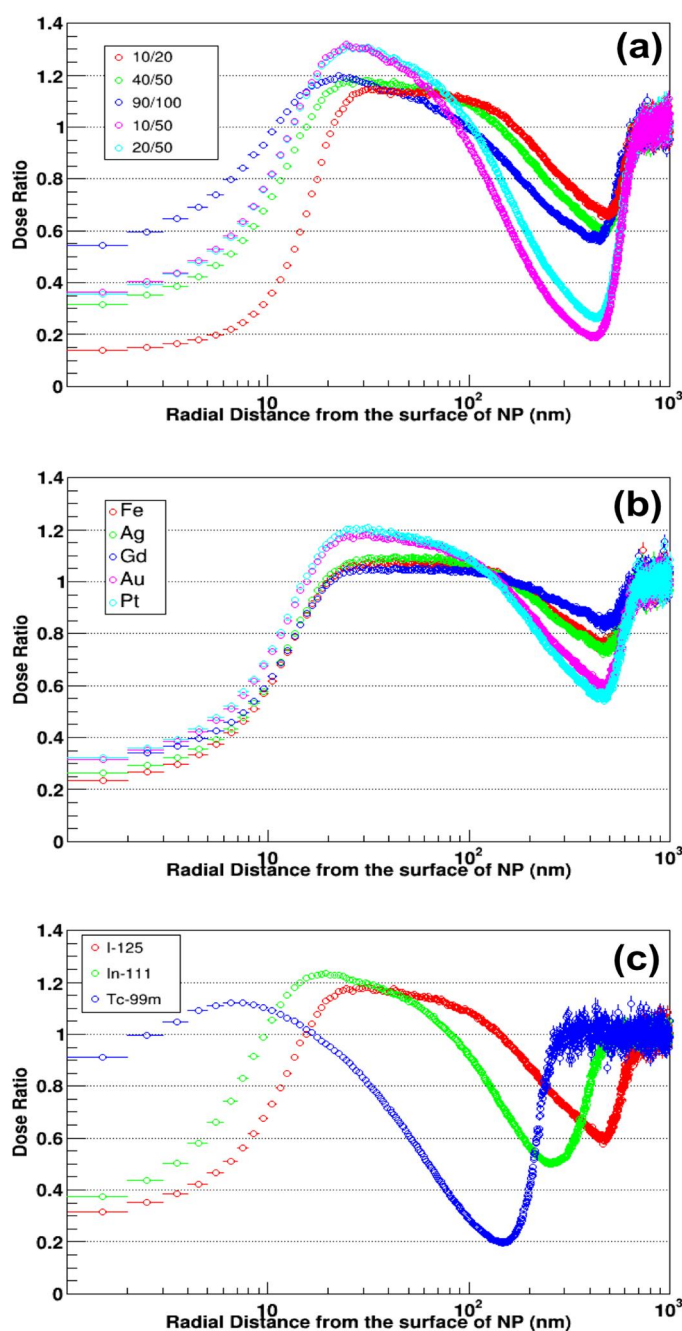 (a)
10/20
40/50
90/100
10/50
20/50
1.4
1.2
1
0.8
0.6
0.4
0.2
0
Dose Ratio
10 10² 10³
Radial Distance from the surface of NP (nm)
(b)
Fe
Ag
Gd
Au
Pt
1.4
1.2
1
0.8
0.6
0.4
0.2
0
Dose Ratio
10 10² 10³
Radial Distance from the surface of NP (nm)
(c)
I-125
In-111
Tc-99m
1.4
1.2
1
0.8
0.6
0.4
0.2
0
Dose Ratio
10 10² 10³
Radial Distance from the surface of NP (nm)